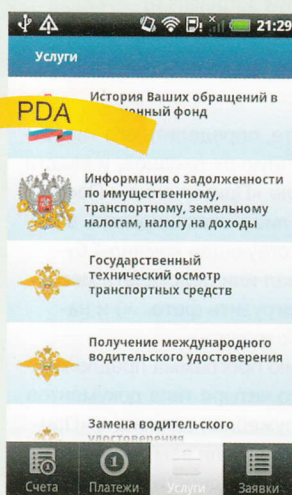 21:29
Услуги
PDA
История Ваших обращений в
фонд
Информация о задолженности
по имущественному,
транспортному, земельному
налогам, налогу на доходы
Государственный
технический осмотр
транспортных средств
Получение международного
водительского удостоверения
Замена водительского
удостоверения
Счета
Платежи
Услуги
Заявки